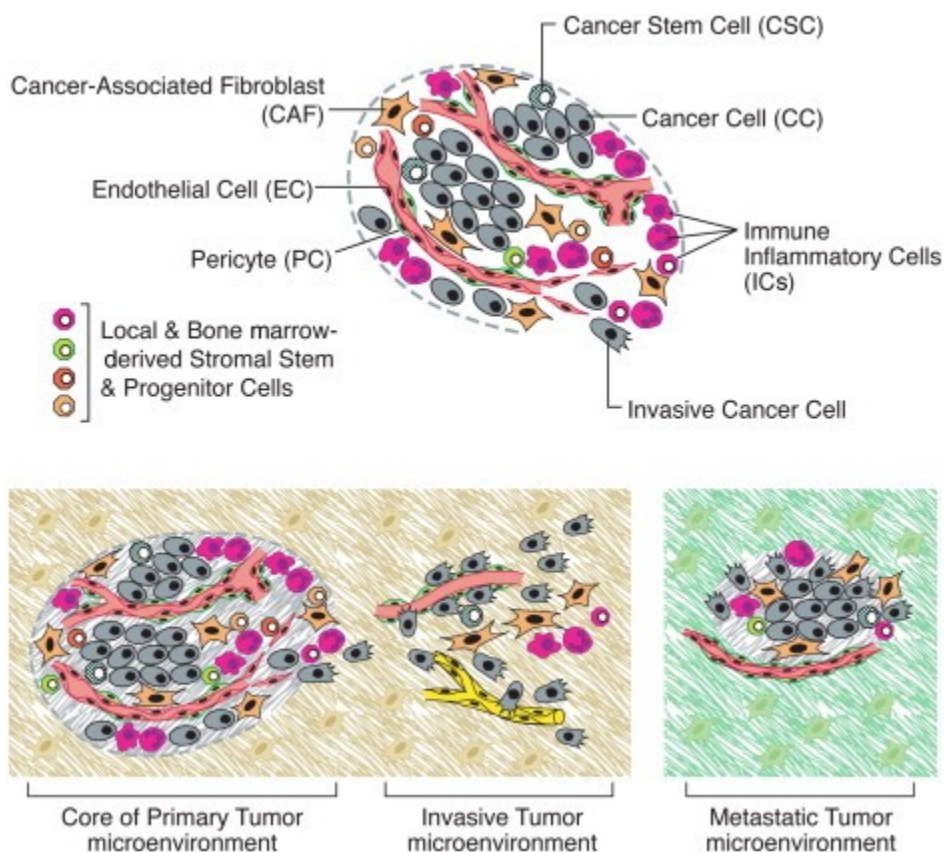 Cancer Stem Cell (CSC)
Cancer-Associated Fibroblast
(CAF)
Cancer Cell (CC)
Endothelial Cell (EC)
Pericyte (PC)
Immune
Inflammatory Cells
(ICs)
Local & Bone marrow-
derived Stromal Stem
& Progenitor Cells
Invasive Cancer Cell
Core of Primary Tumor
microenvironment
Invasive Tumor
microenvironment
Metastatic Tumor
microenvironment